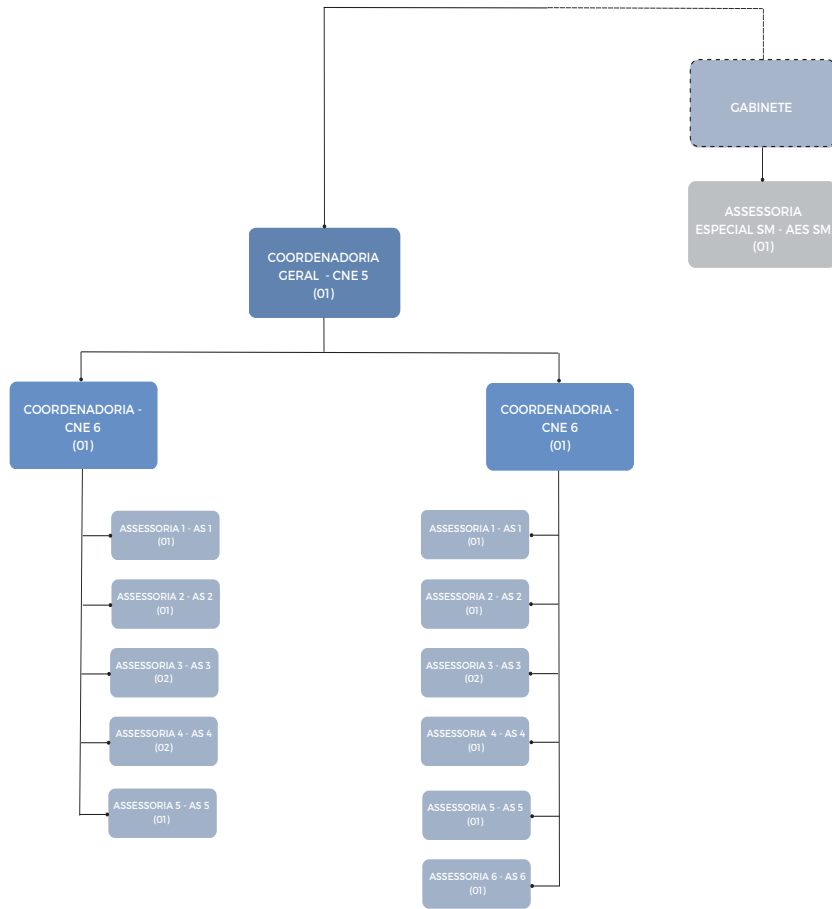 GABINETE
ASSESSORIA
ESPECIAL SM - AES SM
(01)
COORDENADORIA
GERAL - CNE 5
(01)
COORDENADORIA -
CNE 6
(01)
ASSESSORIA 1 - AS 1
(01)
ASSESSORIA 2 - AS 2
(01)
ASSESSORIA 3 - AS 3
(02)
ASSESSORIA 4 - AS 4
(02)
ASSESSORIA 5 - AS 5
(01)
COORDENADORIA -
CNE 6
(01)
ASSESSORIA 1 - AS 1
(01)
ASSESSORIA 2 - AS 2
(01)
ASSESSORIA 3 - AS 3
(02)
ASSESSORIA 4 - AS 4
(01)
ASSESSORIA 5 - AS 5
(01)
ASSESSORIA 6 - AS 6
(01)